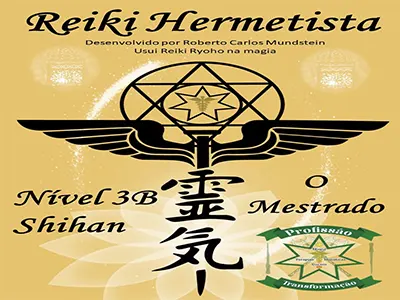 Reiki Hermetista
Desenvolvido por Roberto Carlos Mundstein
Usui Reiki Ryoho na magia
Nível 3B
Shihan
靈
気
O
Mestrado
Profissão
Transformação